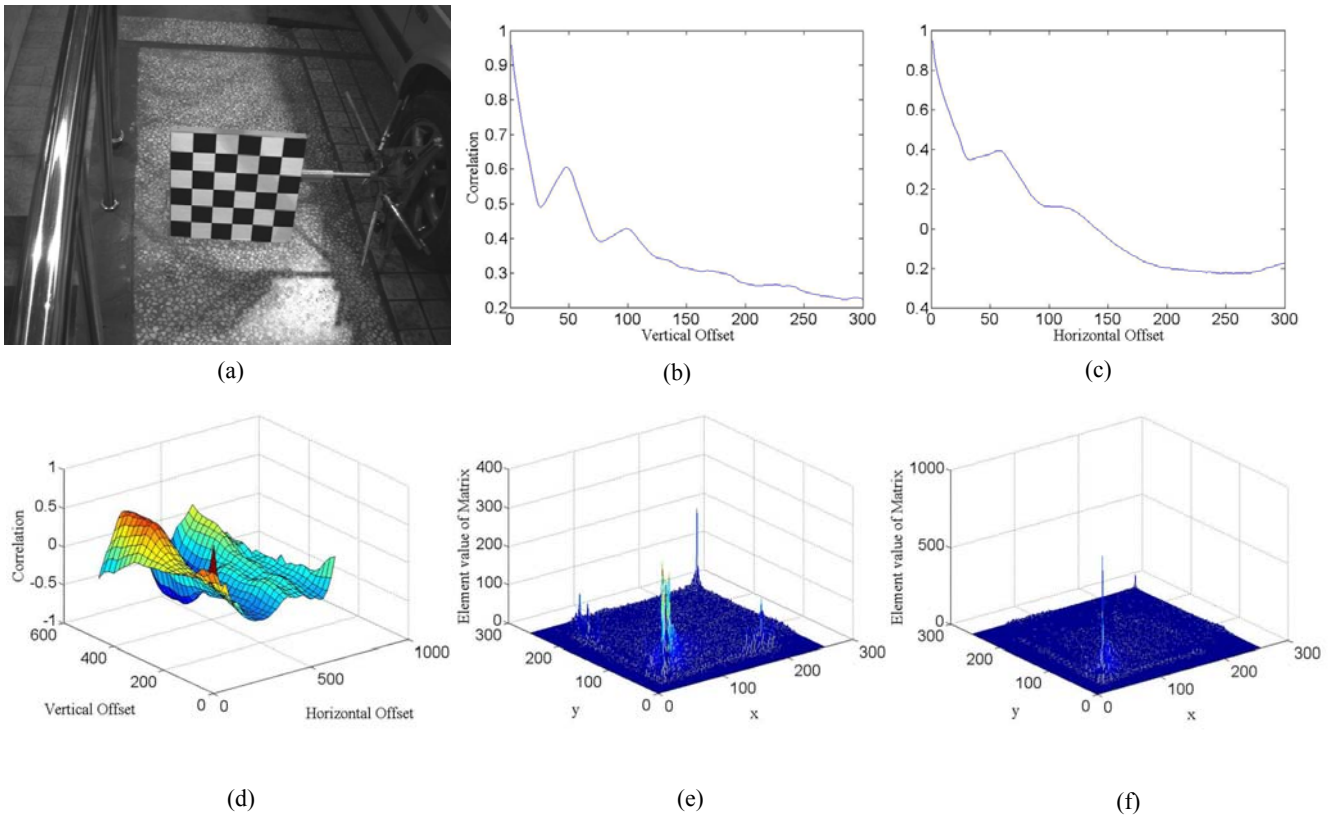 1
0.9
0.8
0.7
0.6
0.5
0.4
0.3
0.2
Correlation
0 50 100 150 200 250 300
Vertical Offset
(b)
1
0.8
0.6
0.4
0.2
0
0.2
0.4
0 50 100 150 200 250 300
Horizontal Offset
(c)
(a)
1
0.5
0
-0.5
-1
Correlation
600
400
200
0
Vertical Offset
0
500
1000
Horizontal Offset
(d)
400
300
200
100
0
Element value of Matrix
300
200
100
0
y
0
100
200
300
x
(e)
1000
500
0
Element value of Matrix
300
200
100
0
y
0
100
200
300
x
(f)